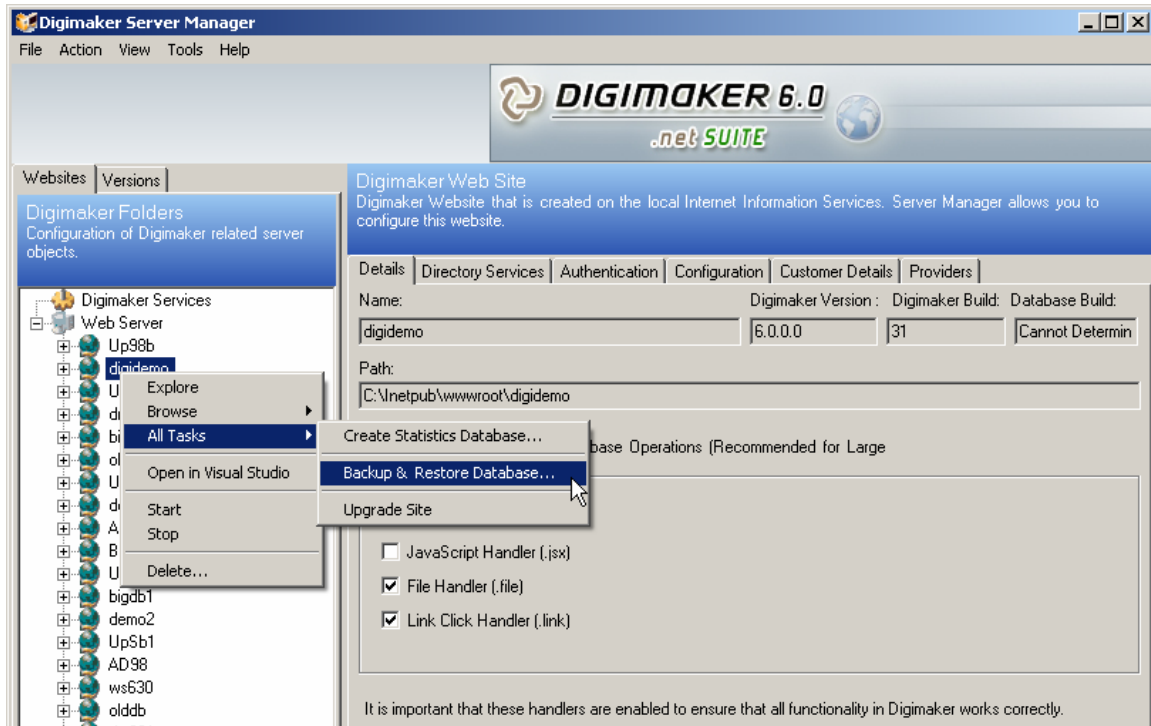 Digimaker Server Manager
File Action View Tools Help
DIGIMAKER 6.0
.net SUITE
Websites Versions
Digimaker Folders
Configuration of Digimaker related server
objects.
Digimaker Services
Web Server
Up98b
digidemo
U
di
bi
ol
U
d
A
B
U
bigdb1
demo2
UpSb1
AD98
ws630
olddb
Explore
Browse
All Tasks
Open in Visual Studio
Start
Stop
Delete...
Create Statistics Database...
Backup & Restore Database...
Upgrade Site
Digimaker Web Site
Digimaker Website that is created on the local Internet Information Services. Server Manager allows you to
configure this website.
Details Directory Services Authentication Configuration Customer Details Providers
Name: Digimaker Version : Digimaker Build: Database Build:
digidemo 6.0.0.0 31 Cannot Determin
Path:
C:\Inetpub\wwwroot\digidemo
base Operations (Recommended for Large
JavaScript Handler (.jsx)
File Handler (.file)
Link Click Handler (.link)
It is important that these handlers are enabled to ensure that all functionality in Digimaker works correctly.